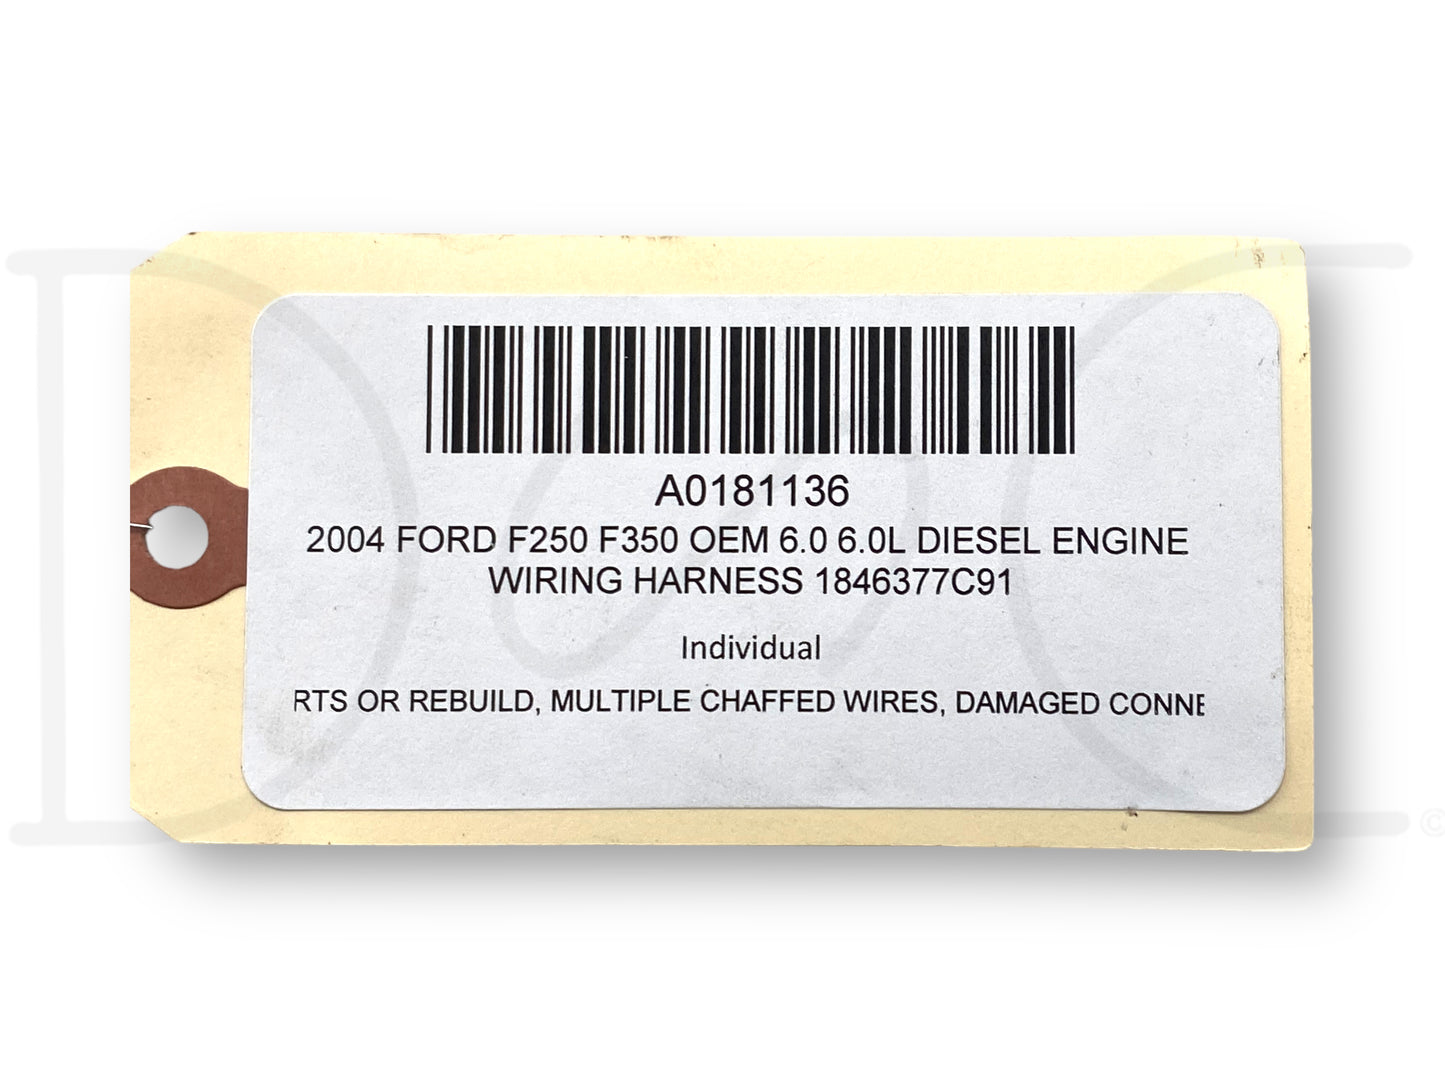 A0181136
2004 FORD F250 F350 OEM 6.0 6.0L DIESEL ENGINE
WIRING HARNESS 1846377C91
Individual
RTS OR REBUILD, MULTIPLE CHAFFED WIRES, DAMAGED CONNE
©